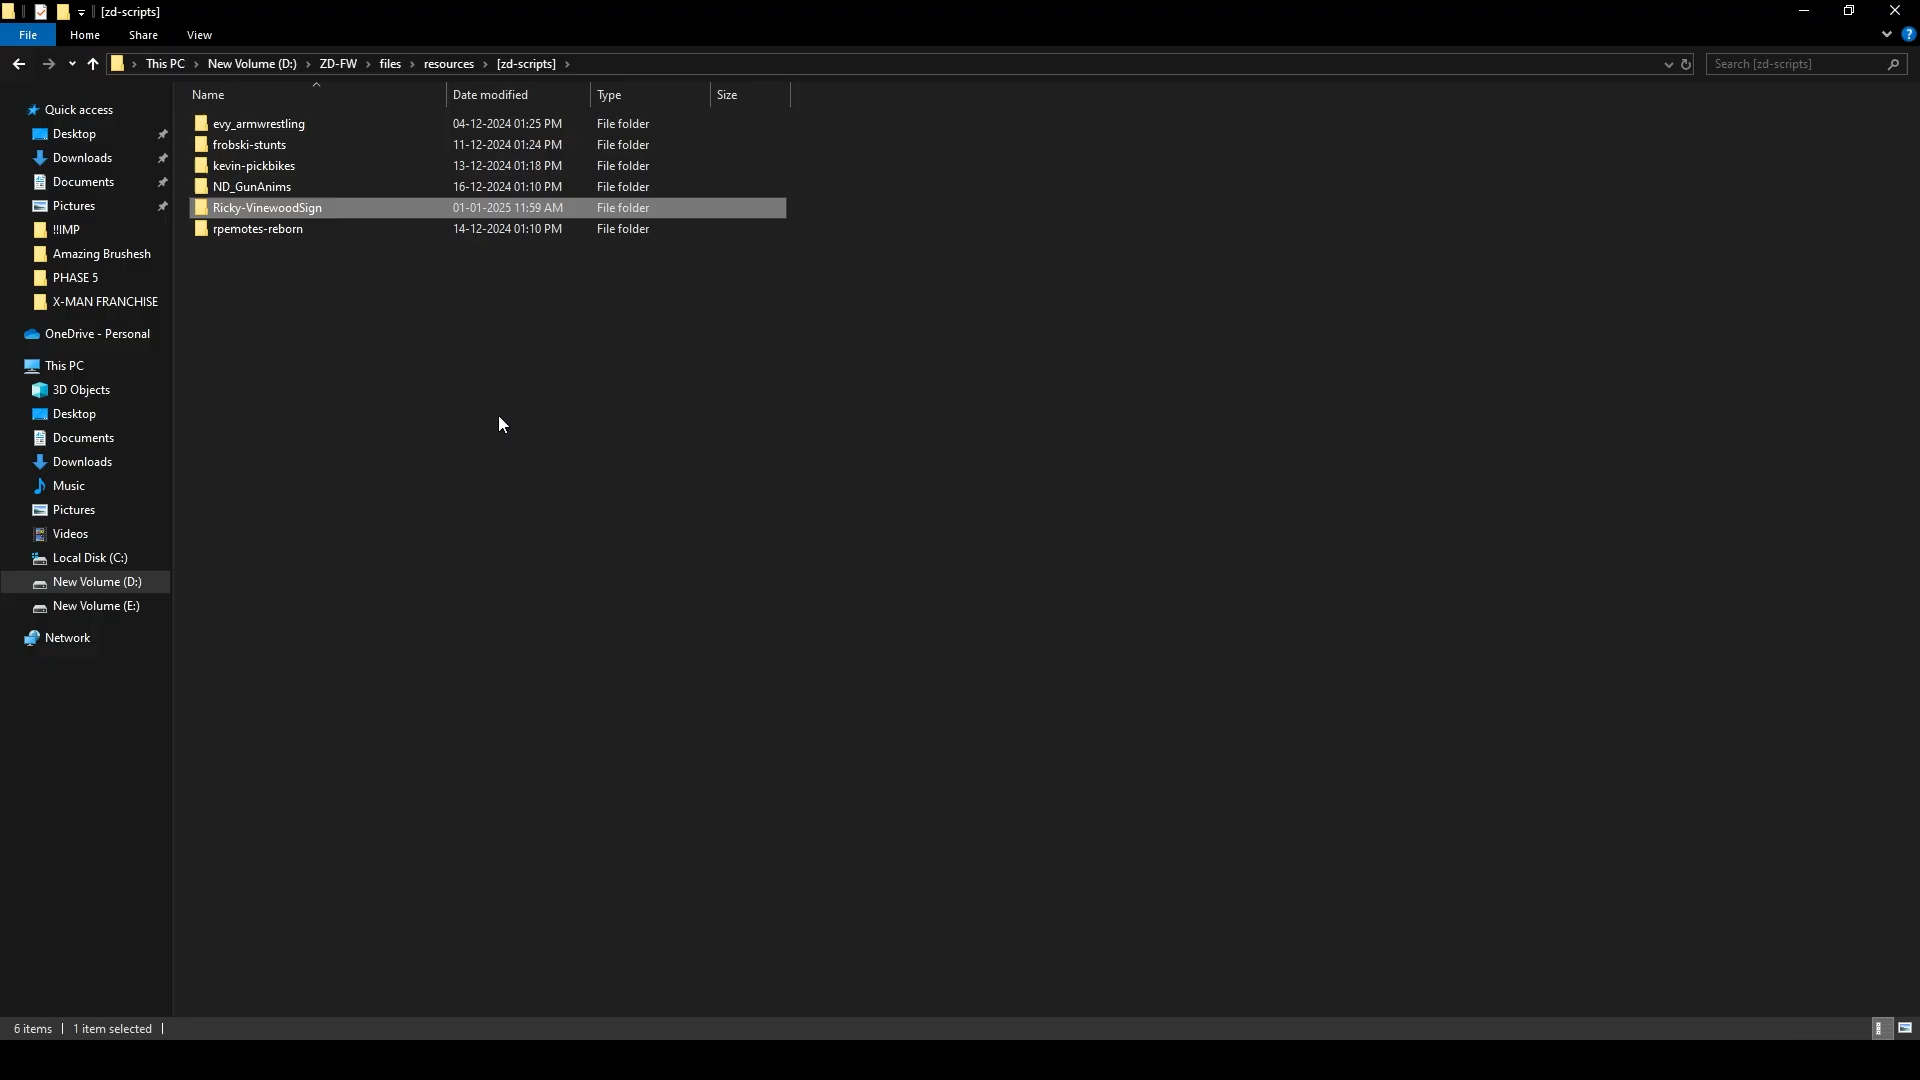 [zd-scripts]
File Home Share View
This PC New Volume (D:) ZD-FW files resources [zd-scripts]
Search [zd-scripts]
Name Date modified Type Size
evy_armwrestling 04-12-2024 01:25 PM File folder
frobski-stunts 11-12-2024 01:24 PM File folder
kevin-pickbikes 13-12-2024 01:18 PM File folder
ND_GunAnims 16-12-2024 01:10 PM File folder
Ricky-VinewoodSign 01-01-2025 11:59 AM File folder
rpemotes-reborn 14-12-2024 01:10 PM File folder
Quick access
Desktop
Downloads
Documents
Pictures
!!IMP
Amazing Brushesh
PHASE 5
X-MAN FRANCHISE
OneDrive - Personal
This PC
3D Objects
Desktop
Documents
Downloads
Music
Pictures
Videos
Local Disk (C:)
New Volume (D:)
New Volume (E:)
Network
6 items 1 item selected